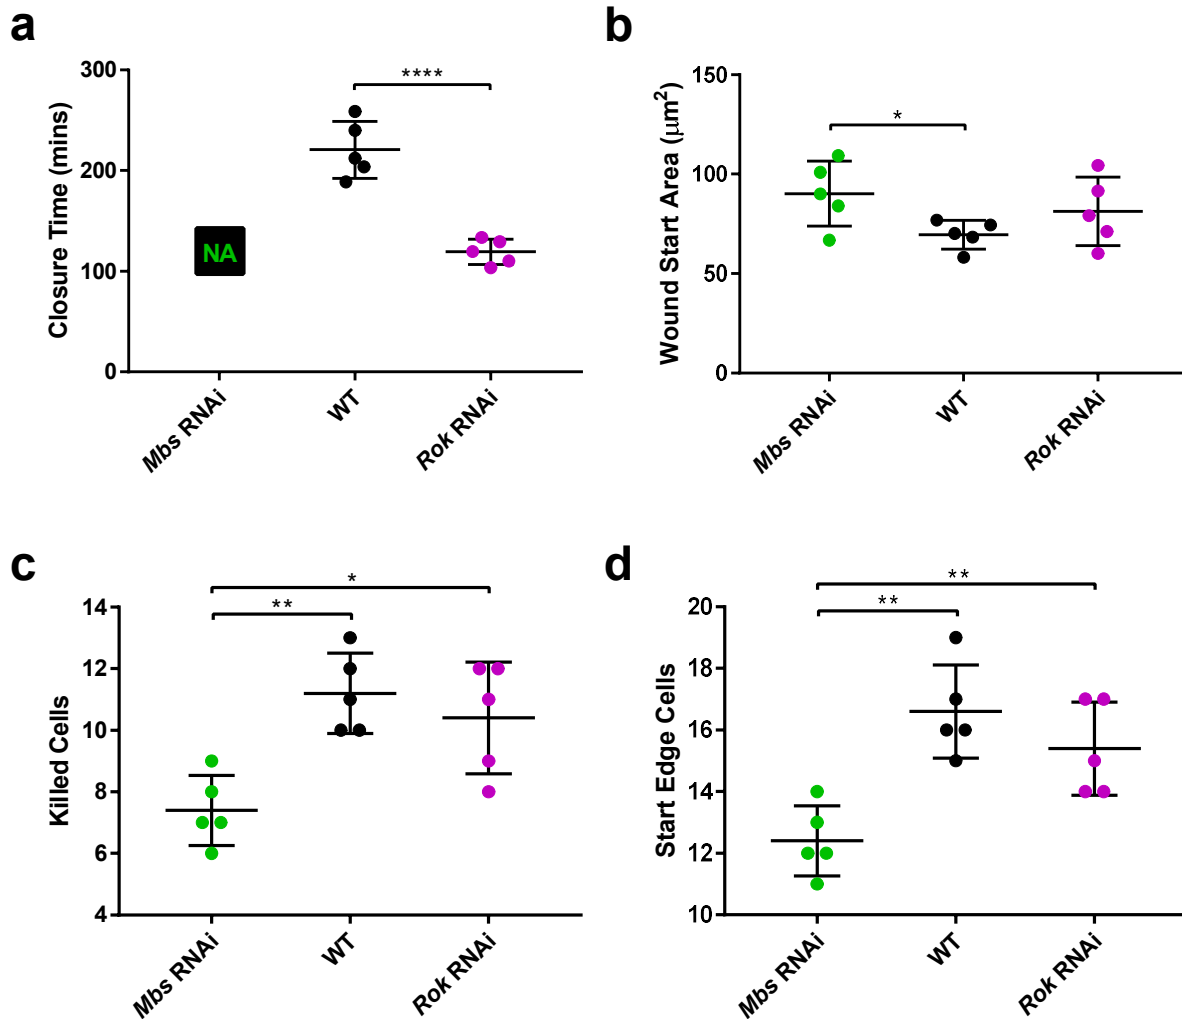 a
300
200
100
0
Closure Time (mins)
****
NA
Mbs RNAi
WT
Rok RNAi
b
150
100
50
0
Wound Start Area (μm²)
*
Mbs RNAi
WT
Rok RNAi
c
14
12
10
8
6
4
Killed Cells
*
**
Mbs RNAi
WT
Rok RNAi
d
20
18
16
14
12
10
Start Edge Cells
**
**
Mbs RNAi
WT
Rok RNAi